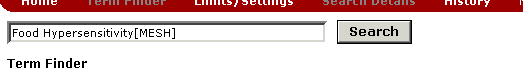 Home Term Finder Limits/Settings Search Details History
Food Hypersensitivity[MESH] Search
Term Finder